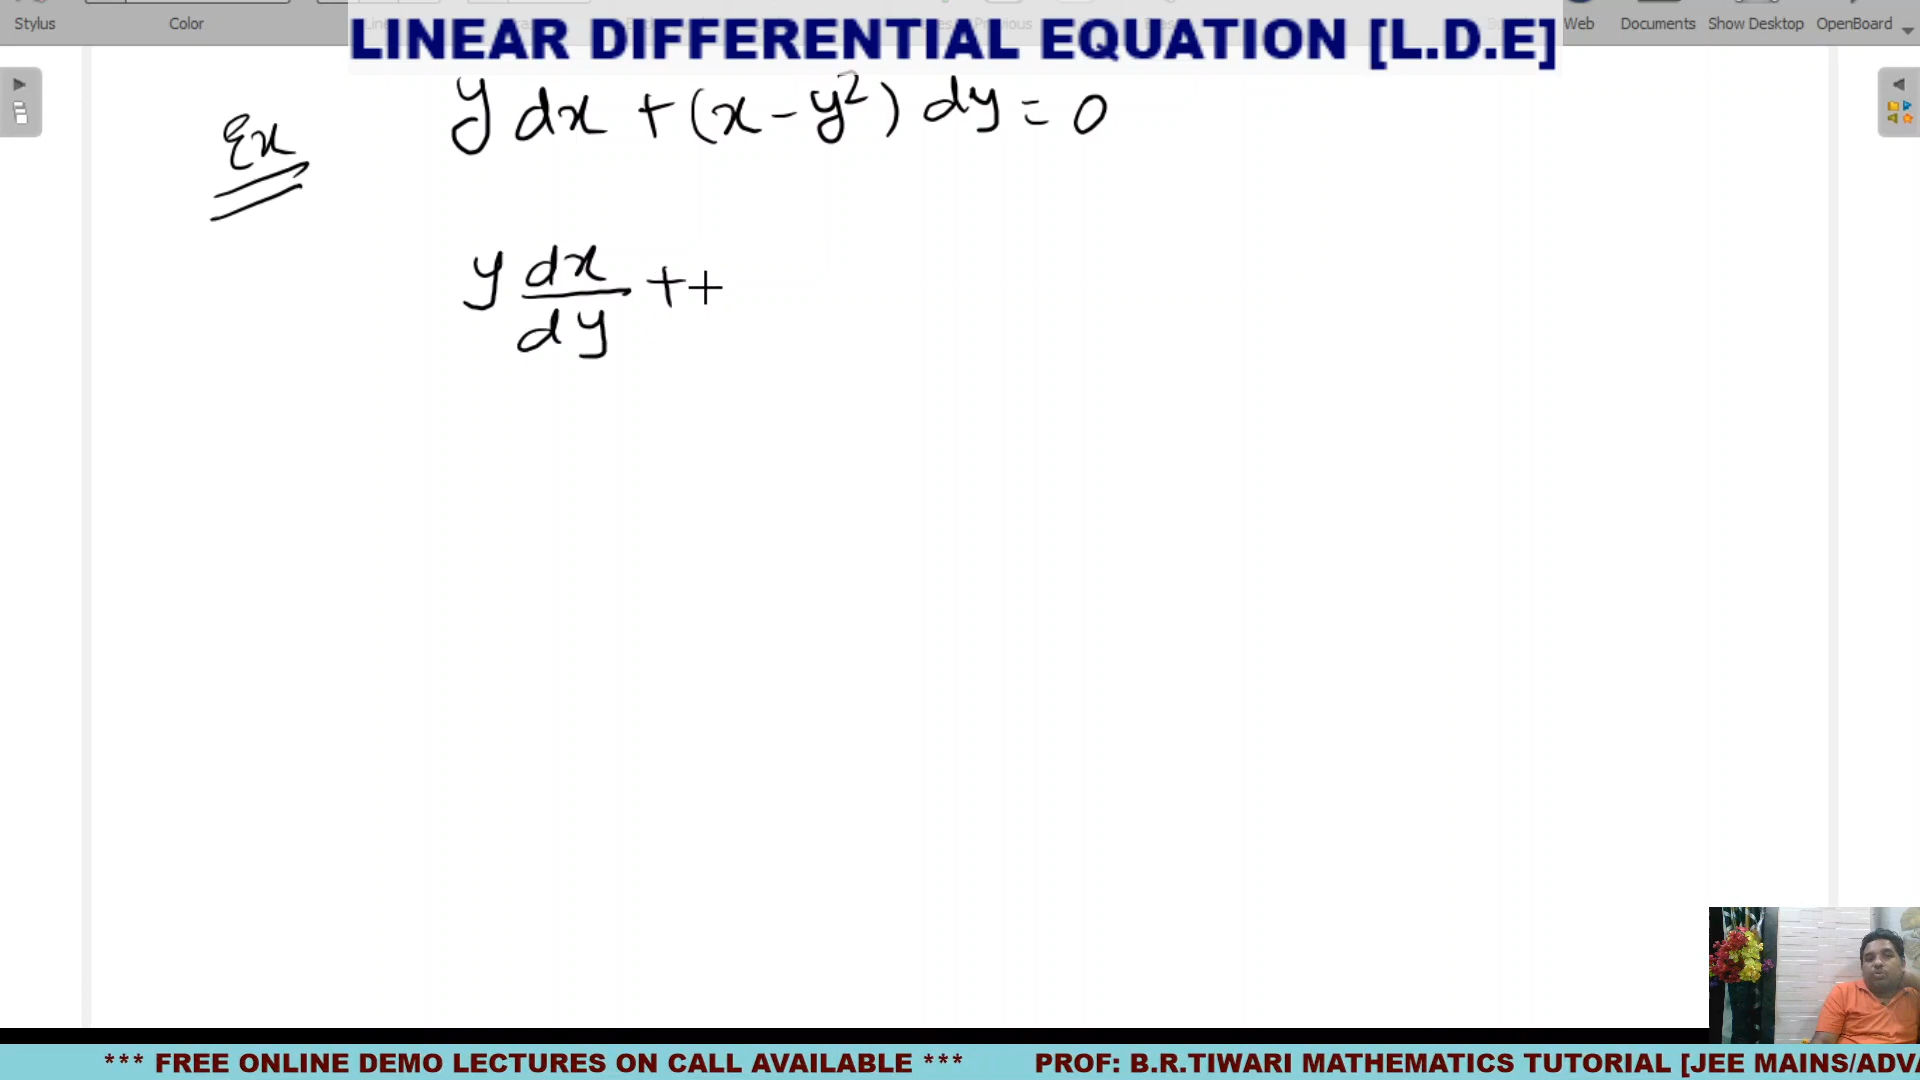 Stylus Color Web Documents Show Desktop OpenBoard
LINEAR DIFFERENTIAL EQUATION [L.D.E]
Ex y dx + (x - y²) dy = 0
y dx/dy +
*** FREE ONLINE DEMO LECTURES ON CALL AVAILABLE *** PROF: B.R.TIWARI MATHEMATICS TUTORIAL [JEE MAINS/ADVA